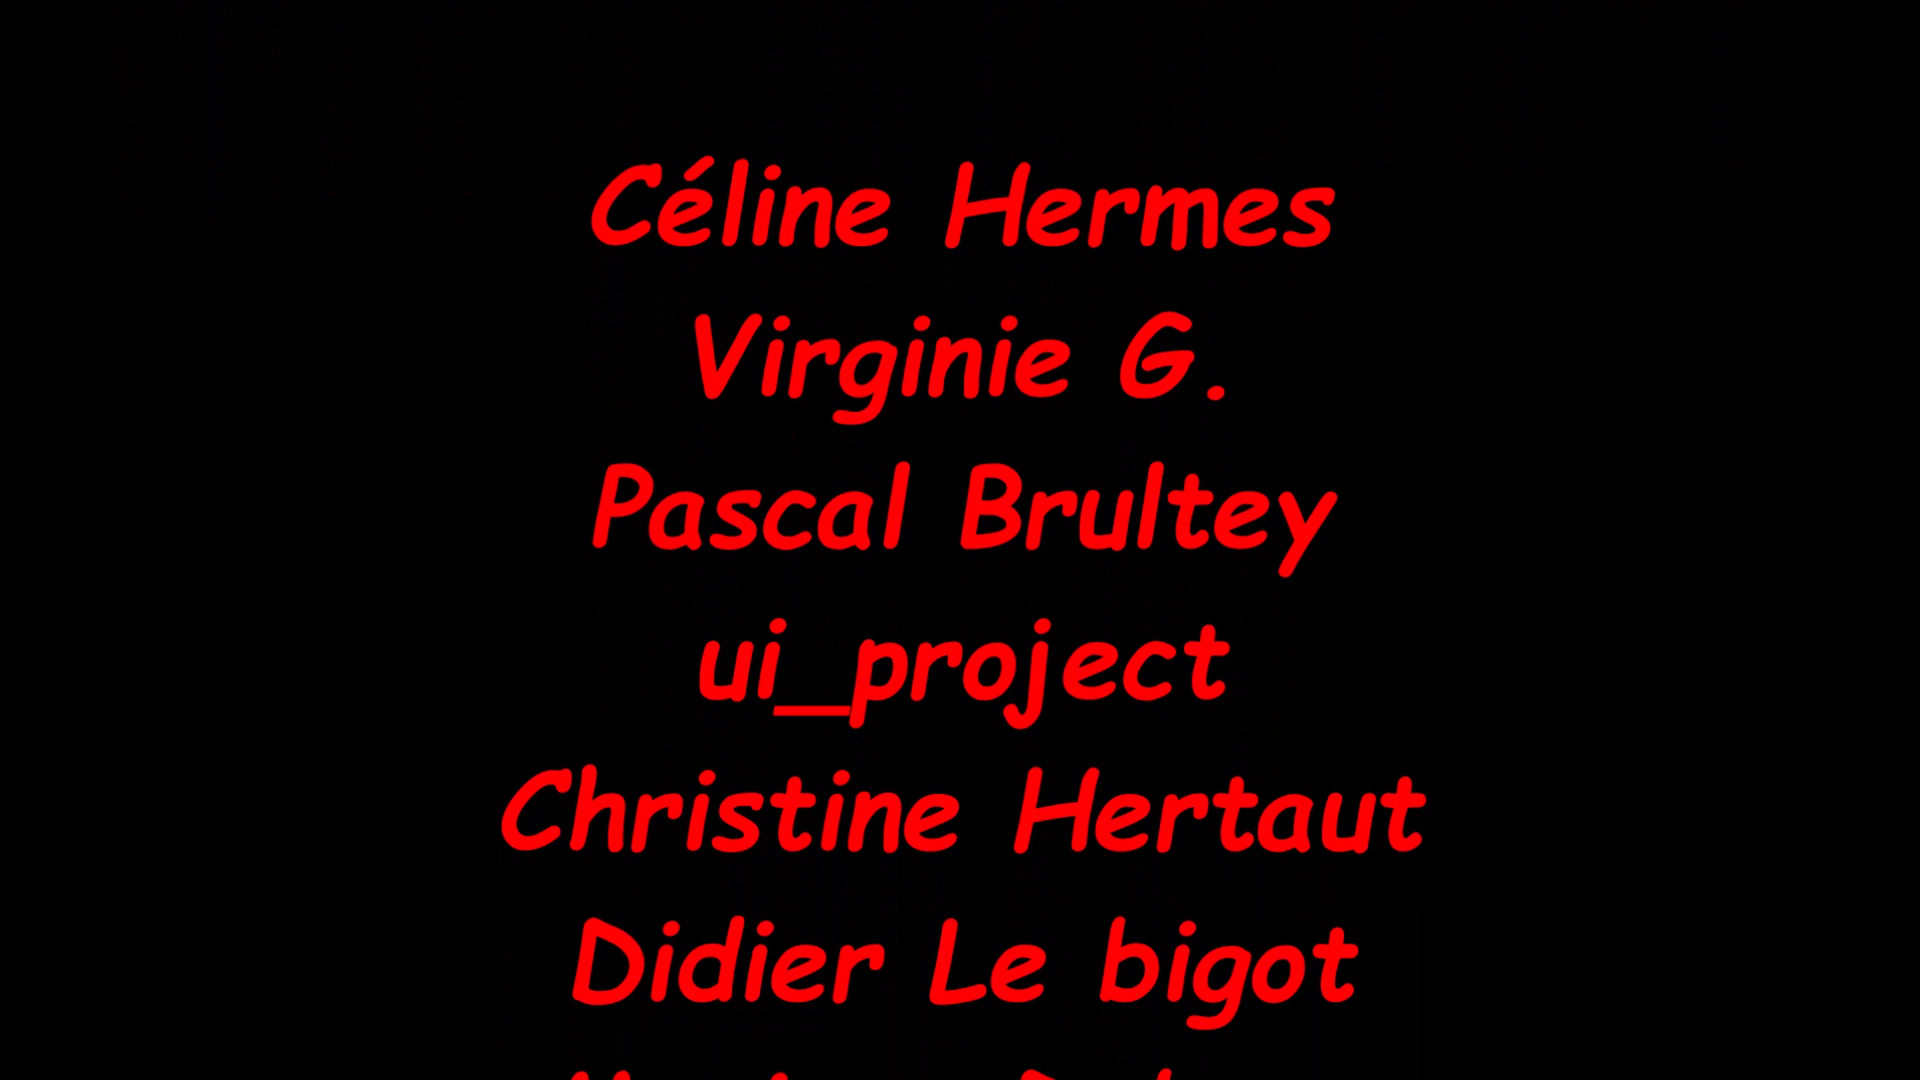 Céline Hermes
Virginie G.
Pascal Brultey
ui_project
Christine Hertaut
Didier Le bigot